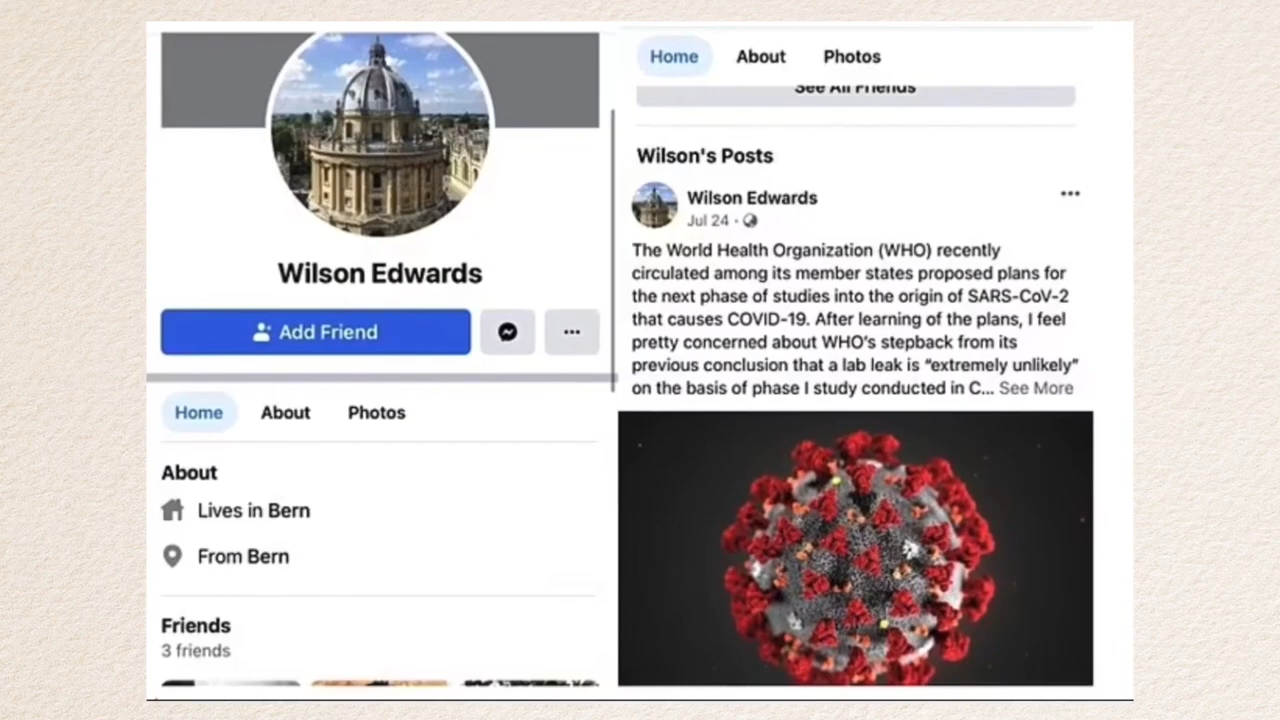 Wilson Edwards
Add Friend
Home About Photos
About
Lives in Bern
From Bern
Friends
3 friends
Home About Photos
See All Friends
Wilson's Posts
Wilson Edwards
Jul 24 ·
The World Health Organization (WHO) recently
circulated among its member states proposed plans for
the next phase of studies into the origin of SARS-CoV-2
that causes COVID-19. After learning of the plans, I feel
pretty concerned about WHO's stepback from its
previous conclusion that a lab leak is “extremely unlikely”
on the basis of phase I study conducted in C... See More